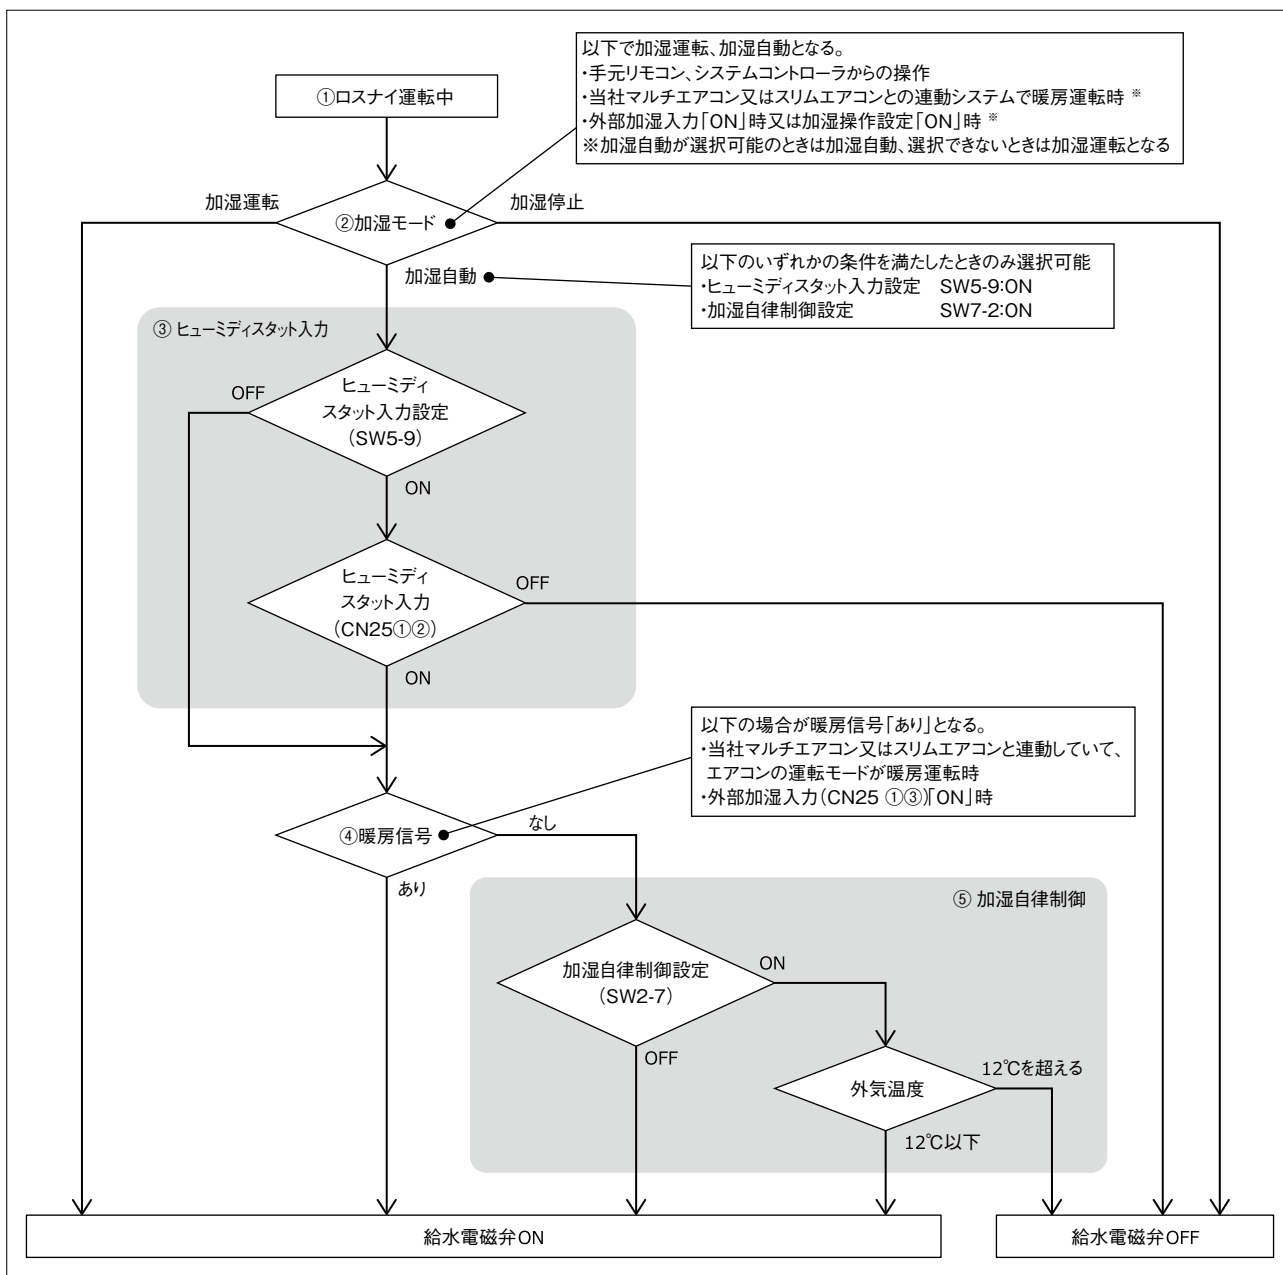 以下で加湿運転、加湿自動となる。
・手元リモコン、システムコントローラからの操作
・当社マルチエアコン又はスリムエアコンとの連動システムで暖房運転時 ※
・外部加湿入力「ON」時又は加湿操作設定「ON」時 ※
※加湿自動が選択可能のときは加湿自動、選択できないときは加湿運転となる
①ロスナイ運転中
加湿運転
加湿停止
②加湿モード
加湿自動
以下のいずれかの条件を満たしたときのみ選択可能
・ヒューミディスタット入力設定 SW5-9:ON
・加湿自律制御設定 SW7-2:ON
③ ヒューミディスタット入力
OFF
ヒューミディ
スタット入力設定
(SW5-9)
ON
ヒューミディ
スタット入力
(CN25①②)
OFF
ON
以下の場合が暖房信号「あり」となる。
・当社マルチエアコン又はスリムエアコンと連動していて、
エアコンの運転モードが暖房運転時
・外部加湿入力(CN25 ①③)「ON」時
④暖房信号
なし
あり
⑤ 加湿自律制御
加湿自律制御設定
(SW2-7)
ON
OFF
外気温度
12℃を超える
12℃以下
給水電磁弁ON
給水電磁弁OFF